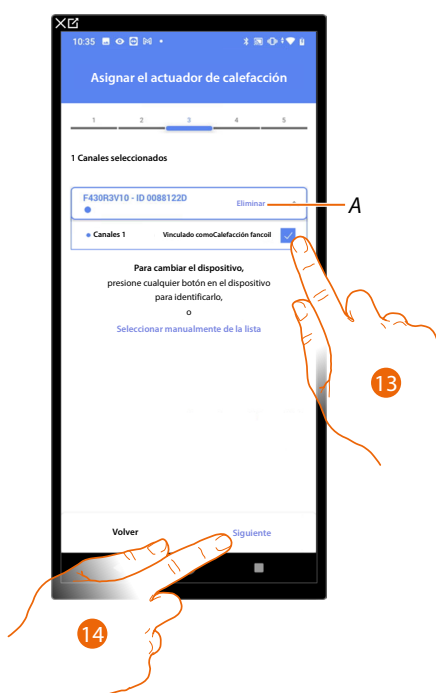 10:35
Asignar el actuador de calefacción
1 2 3 4 5
1 Canales seleccionados
F430R3V10 - ID 0088122D
Eliminar
A
Canales 1
Vinculado comoCalefacción fancoil
Para cambiar el dispositivo,
presione cualquier botón en el dispositivo
para identificarlo,
o
Seleccionar manualmente de la lista
13
Volver
Siguiente
14